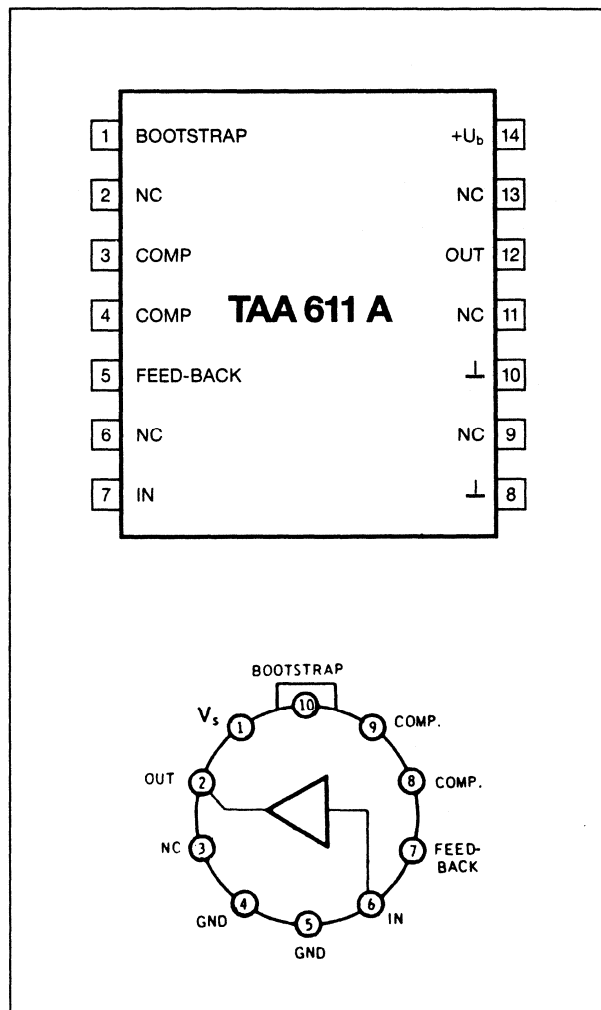 1 BOOTSTRAP +Ub 14
2 NC NC 13
3 COMP OUT 12
4 COMP NC 11
TAA 611 A
5 FEED-BACK ⊥ 10
6 NC NC 9
7 IN ⊥ 8
BOOTSTRAP
10
Vs 1
9 COMP.
OUT 2
8 COMP.
NC 3
7 FEED-
BACK
GND 4
6 IN
5
GND